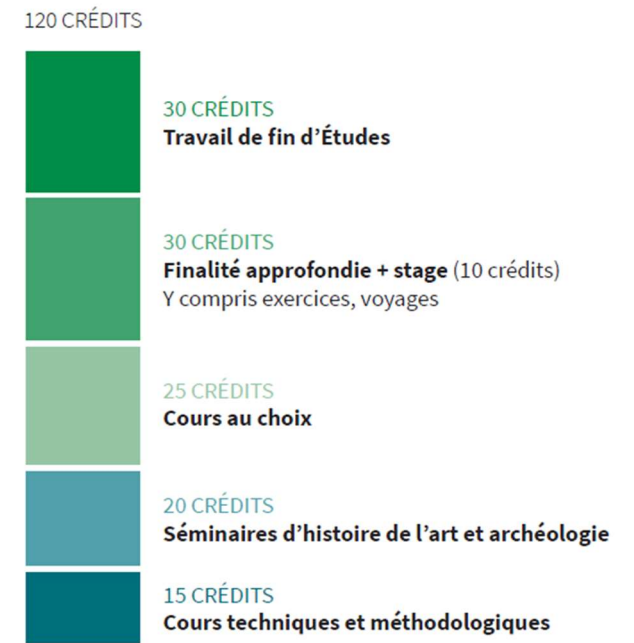 120 CRÉDITS
30 CRÉDITS
Travail de fin d’Études
30 CRÉDITS
Finalité approfondie + stage (10 crédits)
Y compris exercices, voyages
25 CRÉDITS
Cours au choix
20 CRÉDITS
Séminaires d’histoire de l’art et archéologie
15 CRÉDITS
Cours techniques et méthodologiques